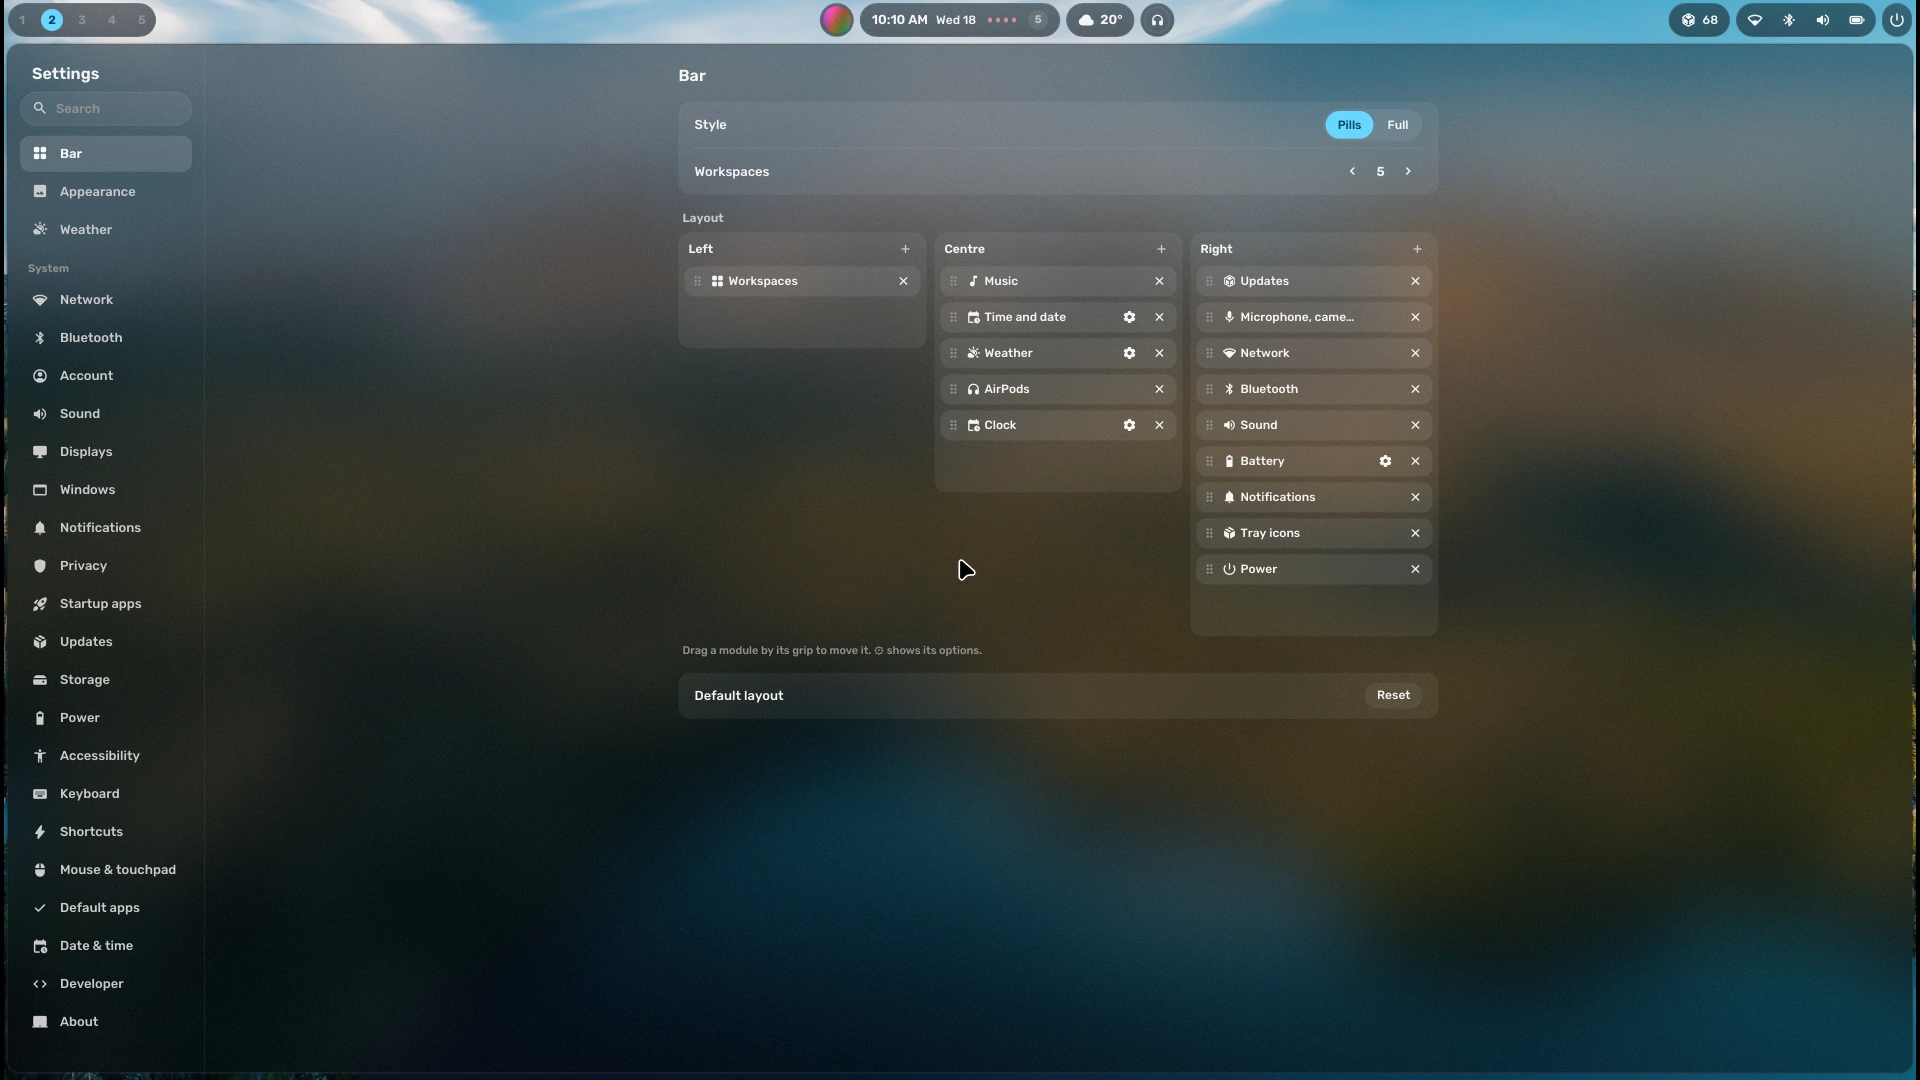 1 2 3 4 5
10:10 AM Wed 18 5
20°
68
Settings
Search
Bar
Appearance
Weather
System
Network
Bluetooth
Account
Sound
Displays
Windows
Notifications
Privacy
Startup apps
Updates
Storage
Power
Accessibility
Keyboard
Shortcuts
Mouse & touchpad
Default apps
Date & time
Developer
About
Bar
Style
Pills Full
Workspaces
5
Layout
Left
Workspaces
Centre
Music
Time and date
Weather
AirPods
Clock
Right
Updates
Microphone, came...
Network
Bluetooth
Sound
Battery
Notifications
Tray icons
Power
Drag a module by its grip to move it. ⚙ shows its options.
Default layout
Reset